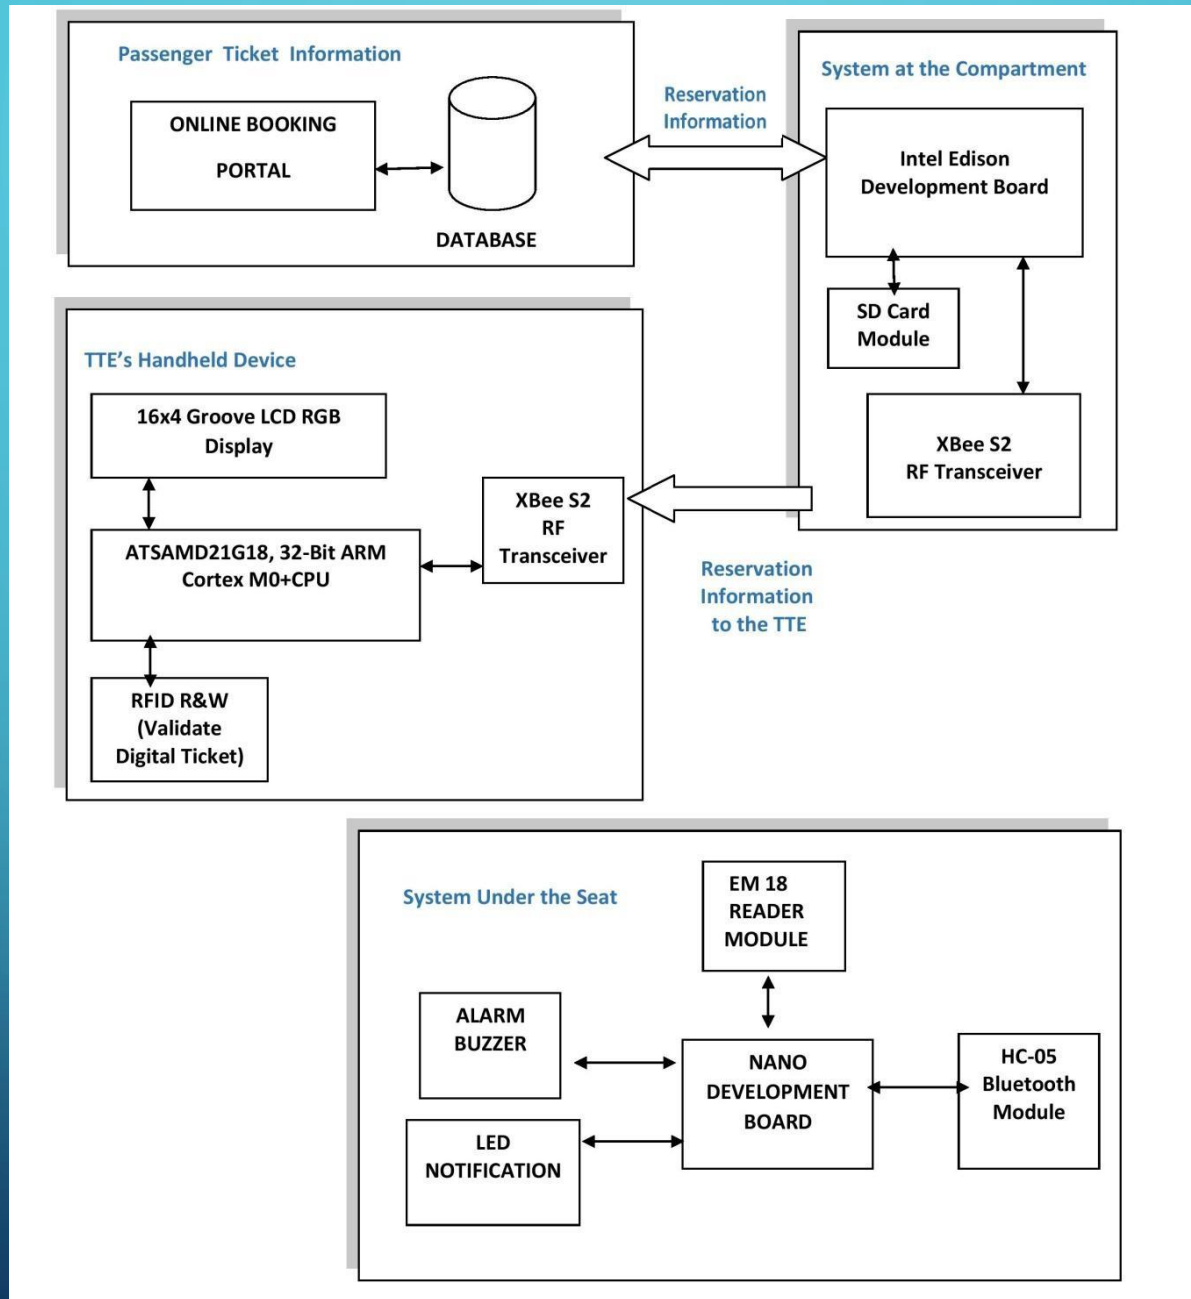 Passenger Ticket Information
ONLINE BOOKING
PORTAL
DATABASE
Reservation
Information
System at the Compartment
Intel Edison
Development Board
SD Card
Module
XBee S2
RF Transceiver
TTE's Handheld Device
16x4 Groove LCD RGB
Display
ATSAMD21G18, 32-Bit ARM
Cortex M0+CPU
XBee S2
RF
Transceiver
RFID R&W
(Validate
Digital Ticket)
Reservation
Information
to the TTE
System Under the Seat
EM 18
READER
MODULE
ALARM
BUZZER
NANO
DEVELOPMENT
BOARD
HC-05
Bluetooth
Module
LED
NOTIFICATION